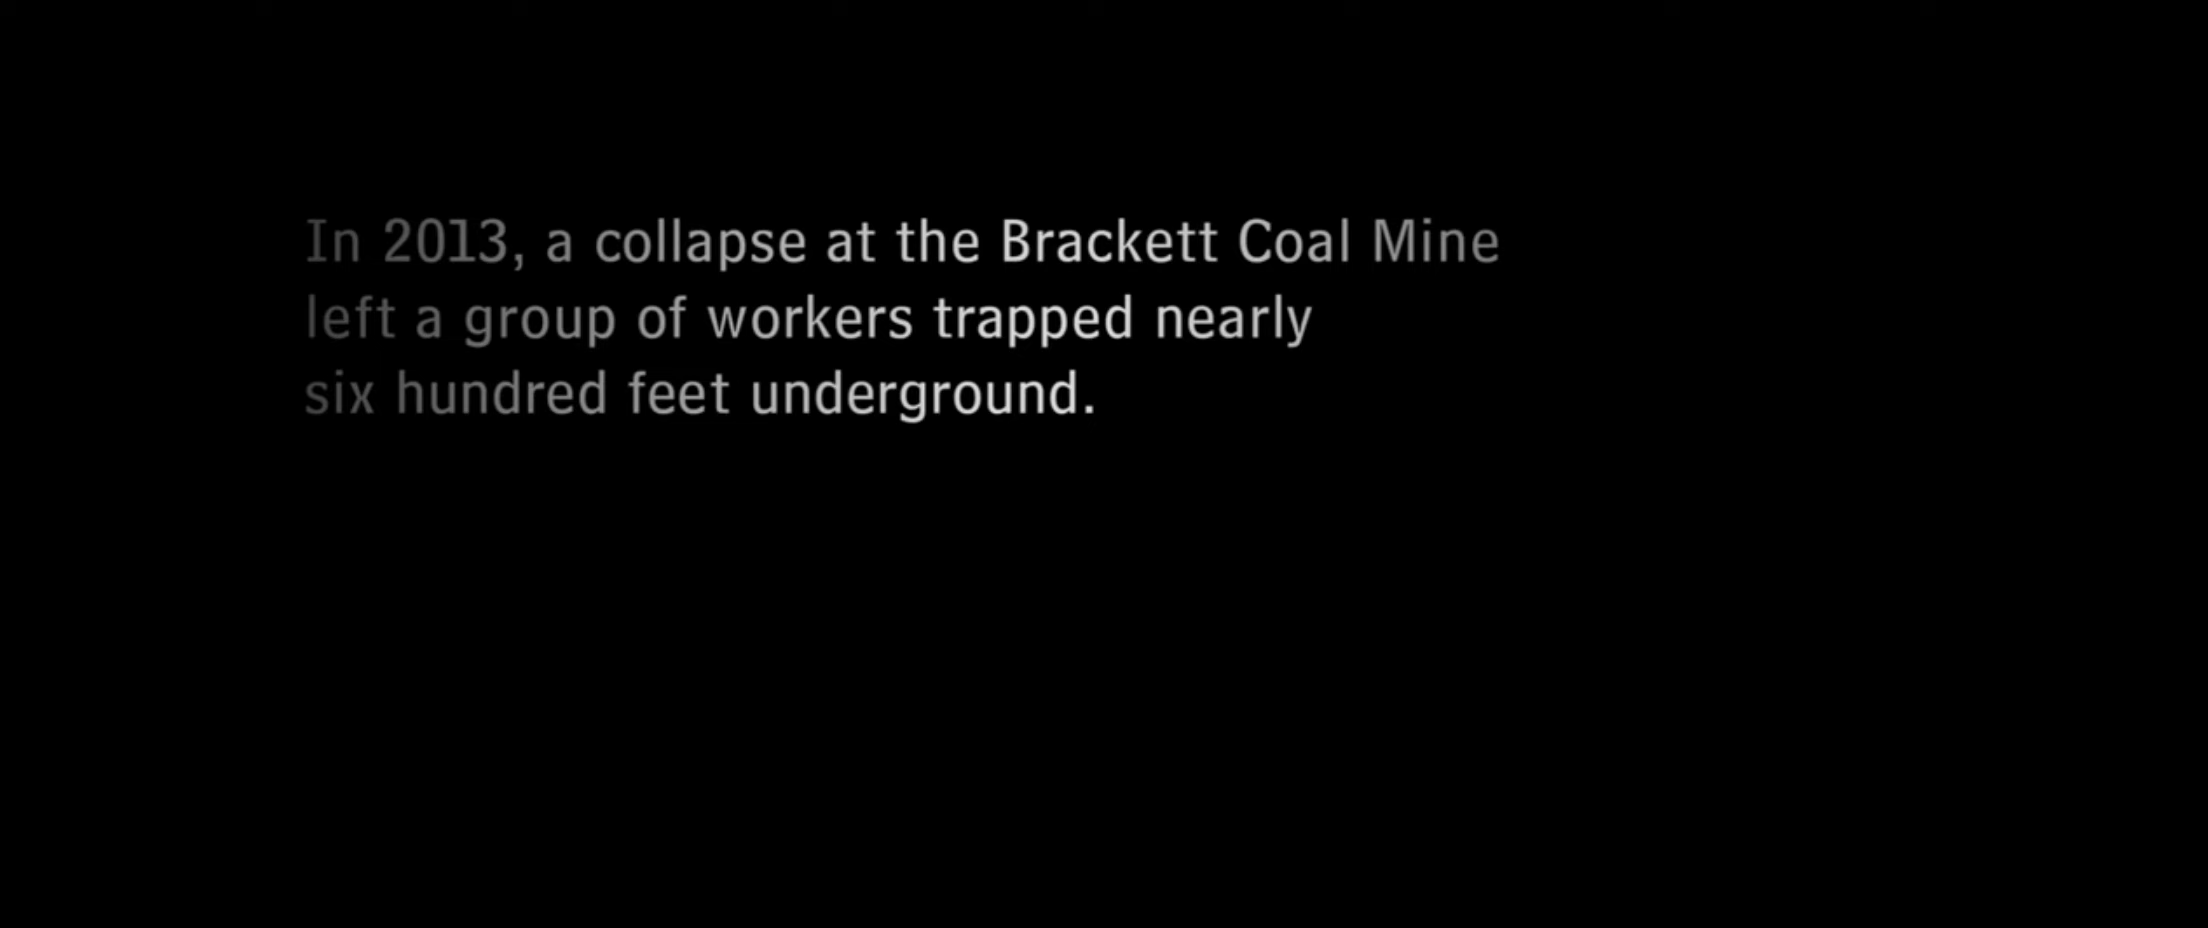 In 2013, a collapse at the Brackett Coal Mine
left a group of workers trapped nearly
six hundred feet underground.